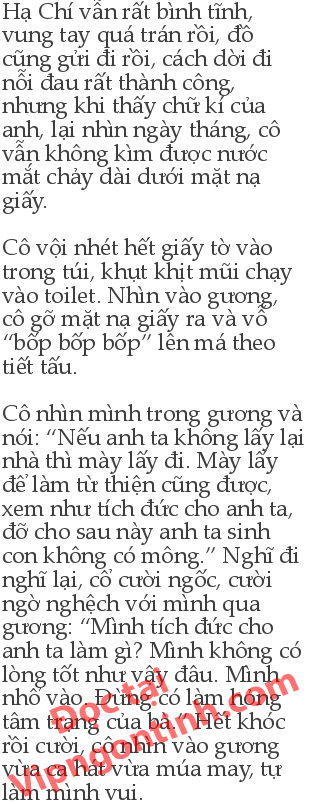 Hạ Chí vẫn rất bình tĩnh,
vung tay quá trán rồi, đồ
cũng gửi đi rồi, cách dời đi
nỗi đau rất thành công,
nhưng khi thấy chữ kí của
anh, lại nhìn ngày tháng, cô
vẫn không kìm được nước
mắt chảy dài dưới mặt nạ
giấy.

Cô vội nhét hết giấy tờ vào
trong túi, khụt khịt mũi chạy
vào toilet. Nhìn vào gương,
cô gỡ mặt nạ giấy ra và vỗ
“bốp bốp bốp” lên má theo
tiết tấu.

Cô nhìn mình trong gương và
nói: “Nếu anh ta không lấy lại
nhà thì mày lấy đi. Mày lấy
để làm từ thiện cũng được,
xem như tích đức cho anh ta,
đỡ cho sau này anh ta sinh
con không có mông.” Nghĩ đi
nghĩ lại, cổ cười ngốc, cười
ngờ nghệch với mình qua
gương: “Mình tích đức cho
anh ta làm gì? Mình không có
lòng tốt như vậy đâu. Mình
nhổ vào. Đừng có làm hỏng
tâm trạng của bà.” Hết khóc
rồi cười, cô nhìn vào gương
vừa ca hát vừa múa may, tự
làm mình vui.
Đọc tại
Vipngontinh.com